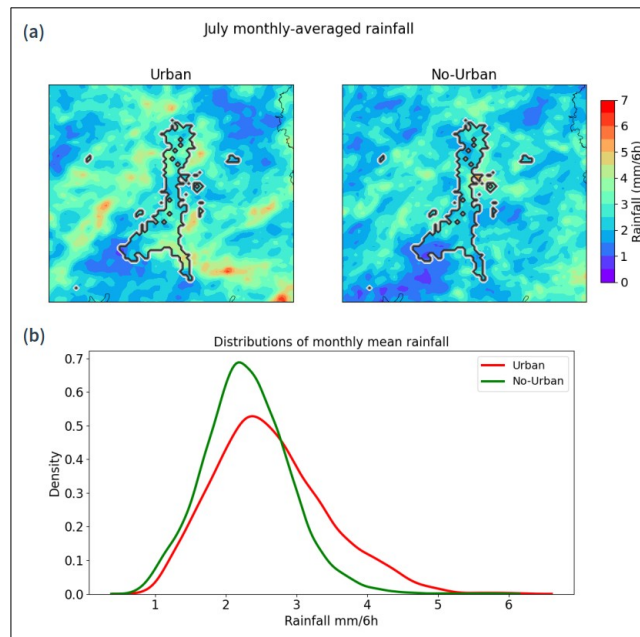 (a)
July monthly-averaged rainfall
Urban
No-Urban
7
6
5
4
3
2
1
0
Rainfall (mm/6h)
(b)
Distributions of monthly mean rainfall
Urban
No-Urban
0.7
0.6
0.5
0.4
0.3
0.2
0.1
0.0
Density
1 2 3 4 5 6
Rainfall mm/6h